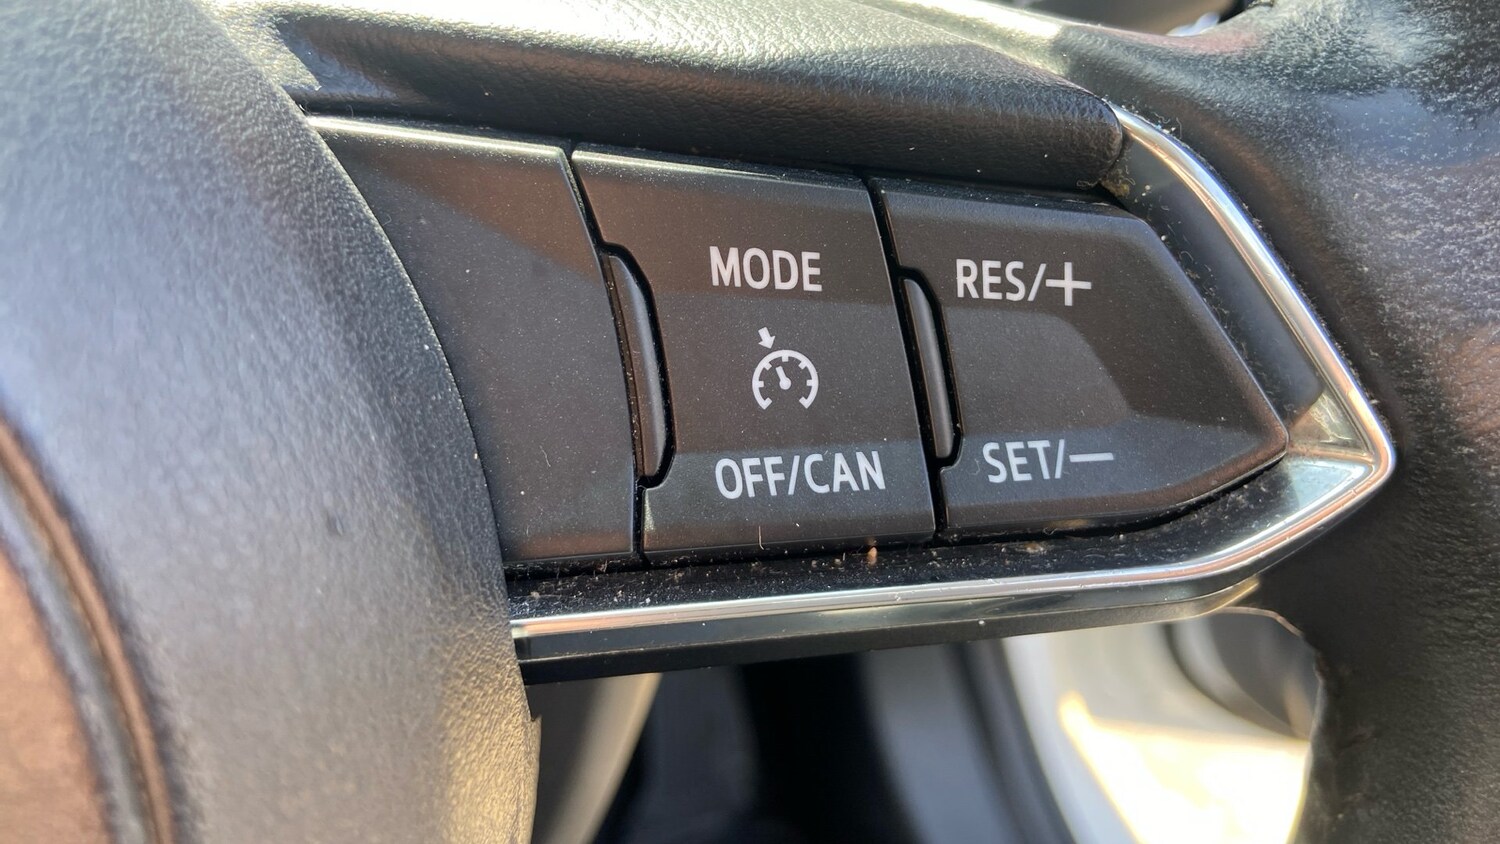 MODE
RES/+
OFF/CAN
SET/—